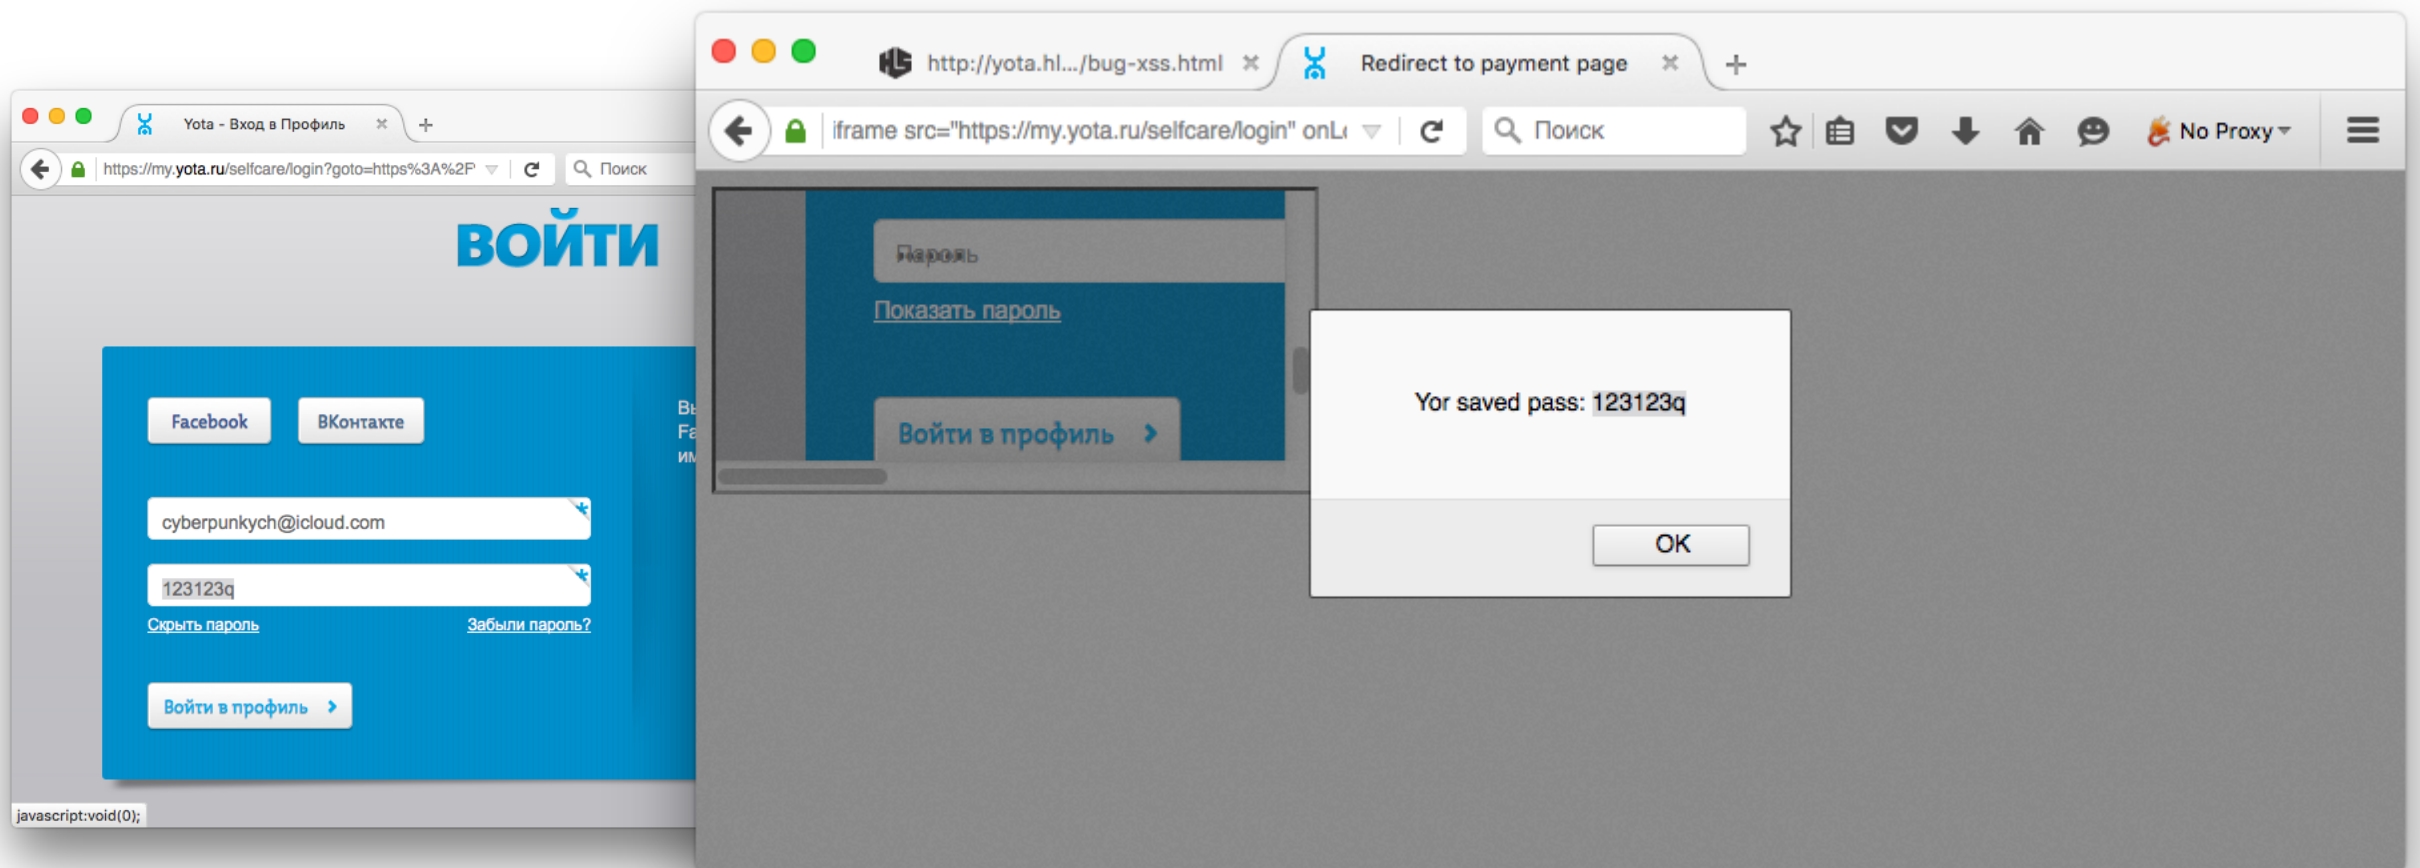 Yota - Вход в Профиль
https://my.yota.ru/selfcare/login?goto=https%3A%2F
Поиск
ВОЙТИ
Facebook
ВКонтакте
cyberpunkych@icloud.com
123123q
Скрыть пароль
Забыли пароль?
Войти в профиль
javascript:void(0);
http://yota.hl.../bug-xss.html
Redirect to payment page
iframe src="https://my.yota.ru/selfcare/login"
Поиск
No Proxy
Пароль
Показать пароль
Войти в профиль
Yor saved pass: 123123q
OK